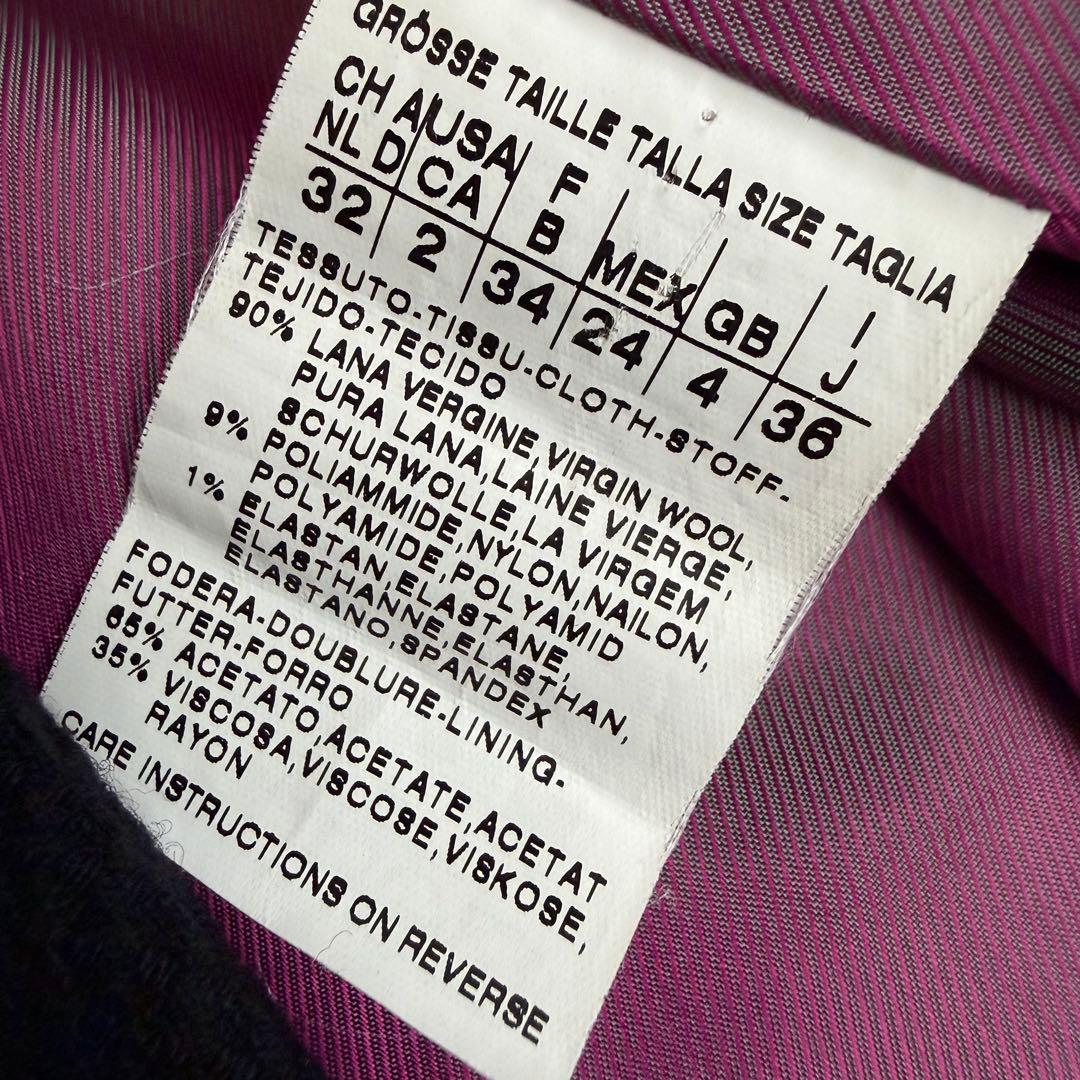 GRÖSSE TAILLE TALLA SIZE TAGLIA
CH A USA F I
NL D CA B MEX GB J
32 2 34 24 4 36
TESSUTO-TISSU-CLOTH-STOFF-
TEJIDO-TECIDO
90% LANA VERGINE,VIRGIN WOOL,
PURA LANA,LAINE VIERGE,
SCHURWOLLE,LA VIRGEM
9% POLIAMMIDE,NYLON,NAILON,
POLYAMIDE,POLYAMID
1% ELASTAN,ELASTANE,
ELASTHANNE,ELASTHAN,
ELASTANO,SPANDEX
FODERA-DOUBLURE-LINING-
FUTTER-FORRO
65% ACETATO,ACETATE,ACETAT
35% VISCOSA,VISCOSE,VISKOSE,
RAYON
CARE INSTRUCTIONS ON REVERSE